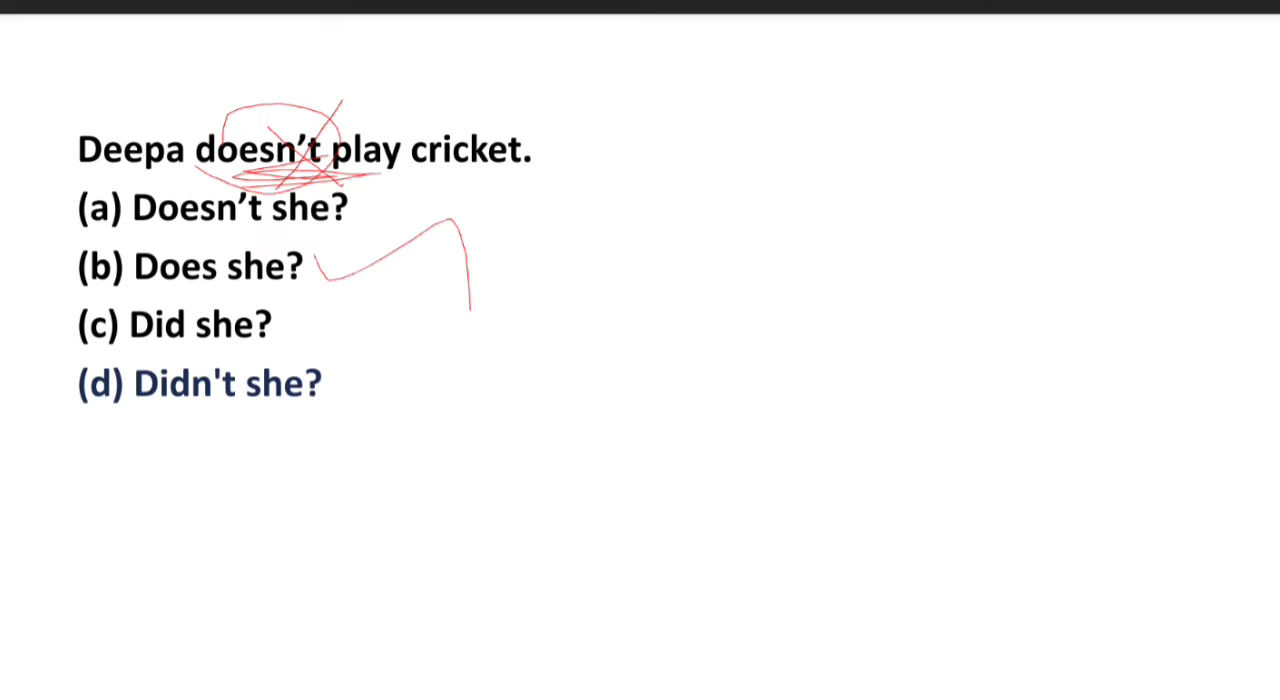 Deepa doesn’t play cricket.
(a) Doesn’t she?
(b) Does she?
(c) Did she?
(d) Didn't she?